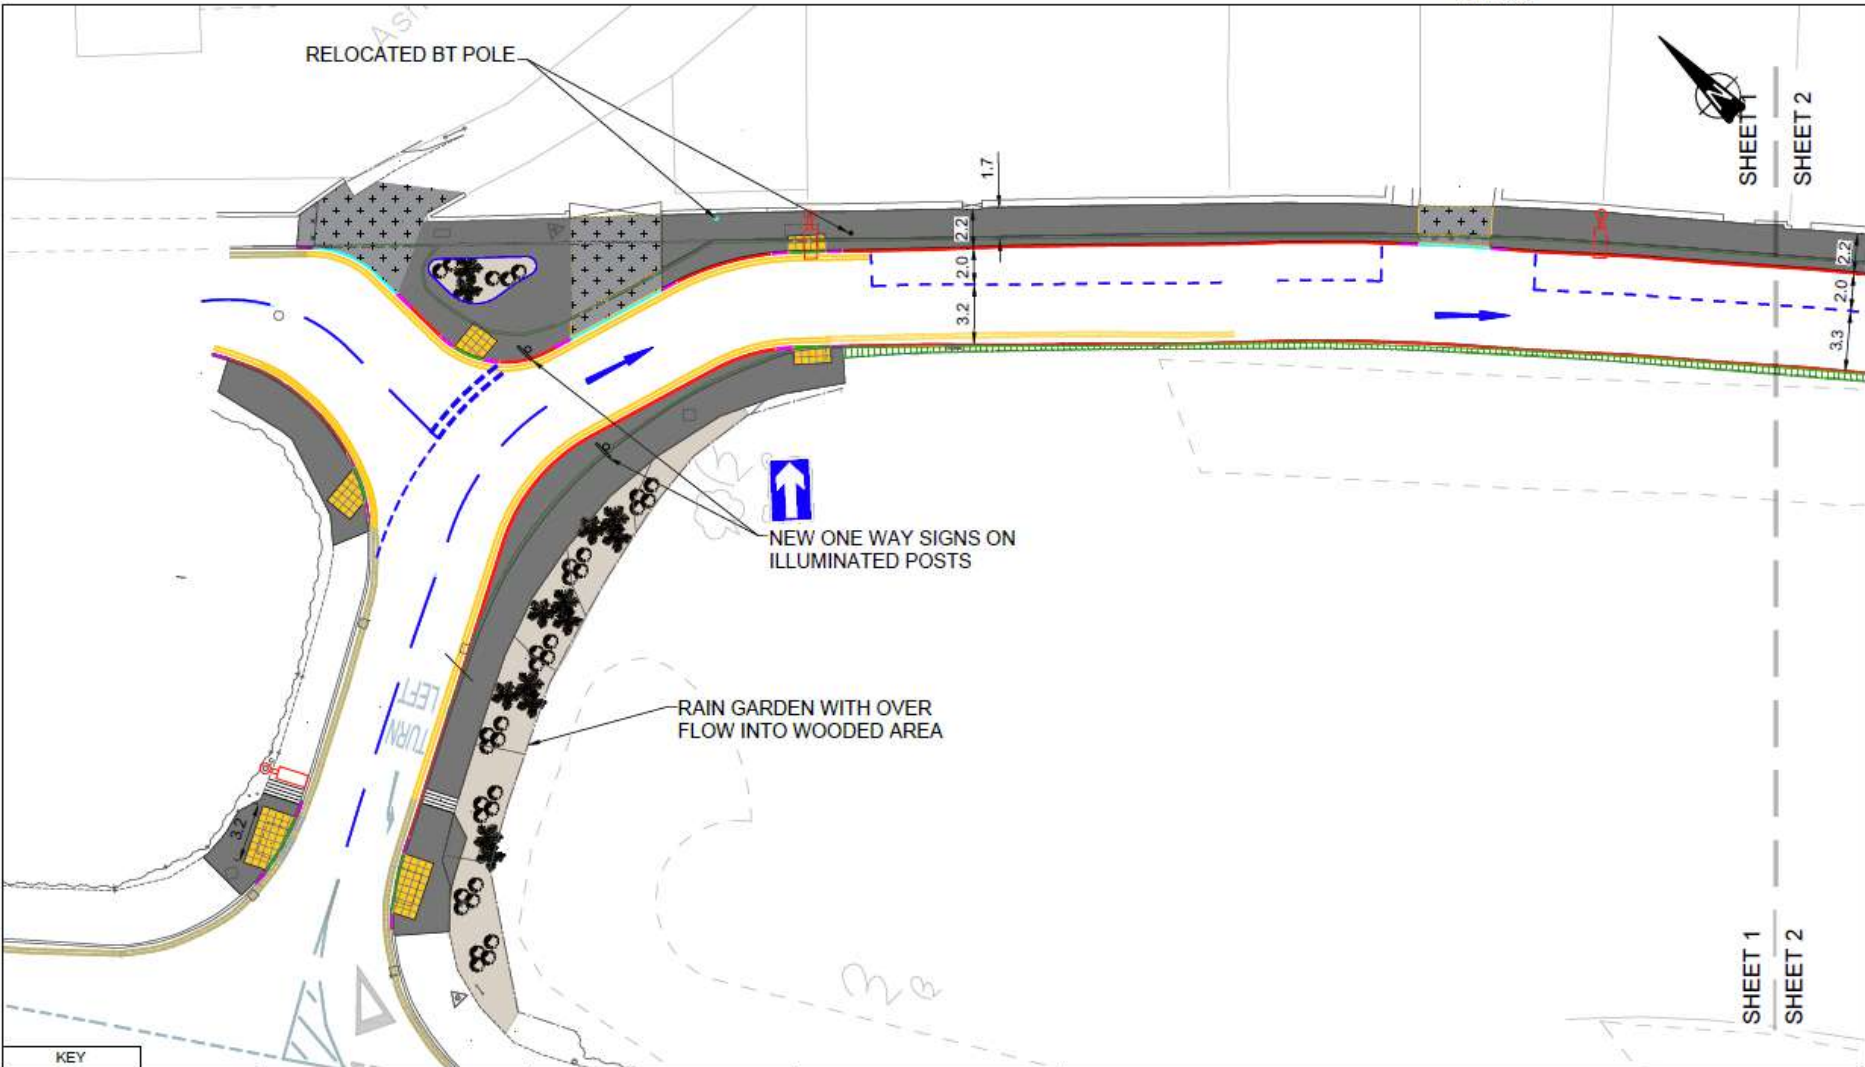 Ash
RELOCATED BT POLE
N
SHEET 1
SHEET 2
1.7
2.2
2.0
3.2
2.2
2.0
3.3
NEW ONE WAY SIGNS ON
ILLUMINATED POSTS
TURN
LEFT
RAIN GARDEN WITH OVER
FLOW INTO WOODED AREA
3.2
SHEET 1
SHEET 2
KEY